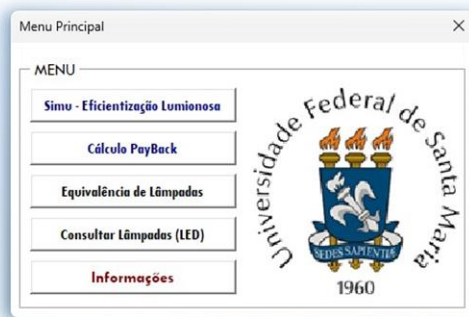 Menu Principal
MENU
Simu - Eficientização Lumionosa
Cálculo PayBack
Equivalência de Lâmpadas
Consultar Lâmpadas (LED)
Informações
Universidade Federal de Santa Maria
SEDES SAPIENTIAE
1960